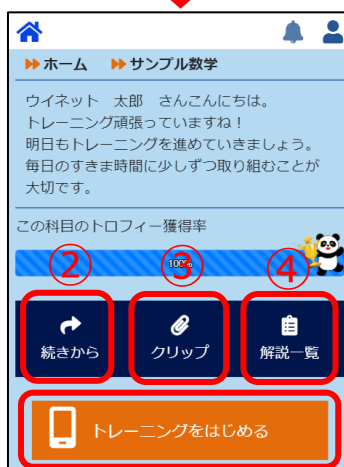 ホーム サンプル数学
ウイネット 太郎 さんこんにちは。
トレーニング頑張っていますね！
明日もトレーニングを進めていきましょう。
毎日のすきま時間に少しずつ取り組むことが
大切です。
この科目のトロフィー獲得率
100%
② ③ ④
続きから クリップ 解説一覧
トレーニングをはじめる